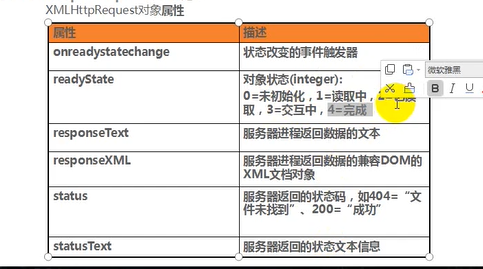 XMLHttpRequest对象属性
属性 描述
onreadystatechange 状态改变的事件触发器
readyState 对象状态(integer):
0=未初始化，1=读取中，2=
取，3=交互中，4=完成
微软雅黑
B I U
responseText 服务器进程返回数据的文本
responseXML 服务器进程返回数据的兼容DOM的
XML文档对象
status 服务器返回的状态码，如404=“文
件未找到”、200=“成功”
statusText 服务器返回的状态文本信息